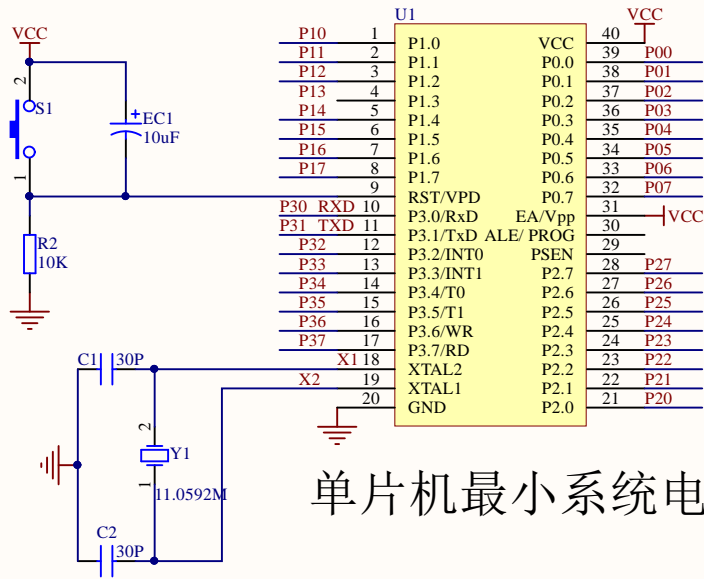 VCC
2
S1
1
EC1
10uF
R2
10K
U1
VCC
P10 1 P1.0 VCC 40
P11 2 P1.1 P0.0 39 P00
P12 3 P1.2 P0.1 38 P01
P13 4 P1.3 P0.2 37 P02
P14 5 P1.4 P0.3 36 P03
P15 6 P1.5 P0.4 35 P04
P16 7 P1.6 P0.5 34 P05
P17 8 P1.7 P0.6 33 P06
9 RST/VPD P0.7 32 P07
P30 RXD 10 P3.0/RxD EA/Vpp 31 VCC
P31 TXD 11 P3.1/TxD ALE/ PROG 30
P32 12 P3.2/INT0 PSEN 29
P33 13 P3.3/INT1 P2.7 28 P27
P34 14 P3.4/T0 P2.6 27 P26
P35 15 P3.5/T1 P2.5 26 P25
P36 16 P3.6/WR P2.4 25 P24
P37 17 P3.7/RD P2.3 24 P23
X1 18 XTAL2 P2.2 23 P22
X2 19 XTAL1 P2.1 22 P21
20 GND P2.0 21 P20
C1 30P
2
Y1
1
11.0592M
C2
30P
单片机最小系统电